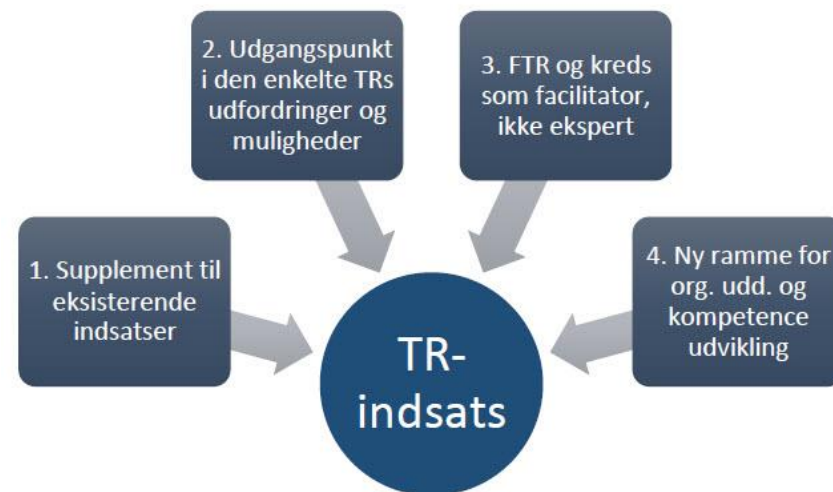 1. Supplement til
eksisterende
indsatser
2. Udgangspunkt
i den enkelte TRs
udfordringer og
muligheder
3. FTR og kreds
som facilitator,
ikke ekspert
4. Ny ramme for
org. udd. og
kompetence
udvikling
TR-
indsats